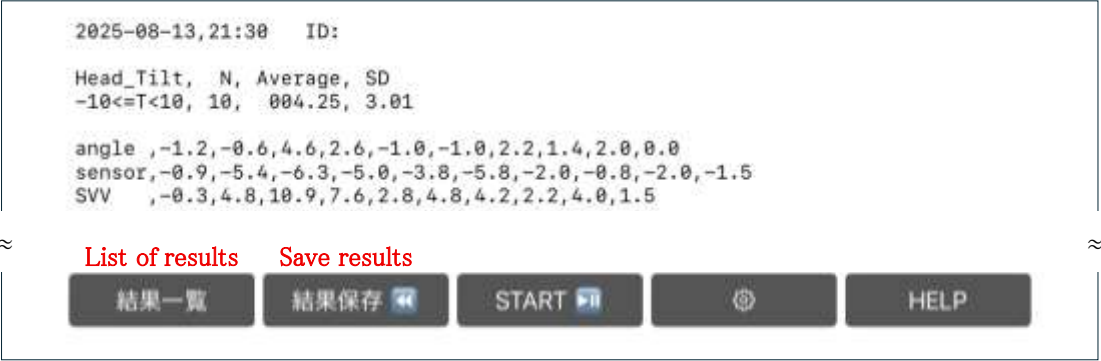 2025-08-13,21:30 ID:
Head_Tilt, N, Average, SD
-10<=T<10, 10, 004.25, 3.01
angle ,-1.2,-0.6,4.6,2.6,-1.0,-1.0,2.2,1.4,2.0,0.0
sensor,-0.9,-5.4,-6.3,-5.0,-3.8,-5.8,-2.0,-0.8,-2.0,-1.5
SVV ,-0.3,4.8,10.9,7.6,2.8,4.8,4.2,2.2,4.0,1.5
≈ ≈
List of results Save results
結果一覧 結果保存 ⏪ START ⏯ ⚙ HELP